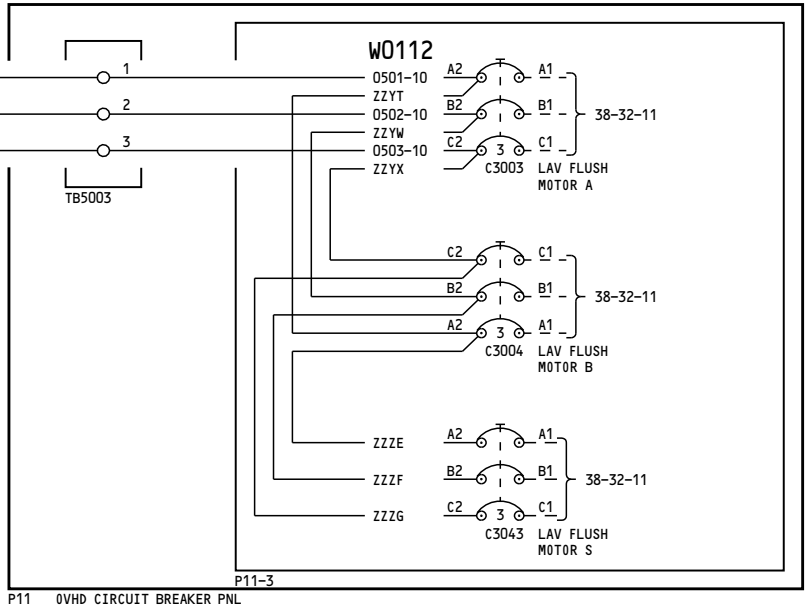 W0112
1 0501-10 A2 A1
ZZYT
2 0502-10 B2 B1 38-32-11
ZZYW
3 0503-10 C2 3 C1
ZZYX C3003 LAV FLUSH
MOTOR A
TB5003
C2 C1
B2 B1 38-32-11
A2 3 A1
C3004 LAV FLUSH
MOTOR B
ZZZE A2 A1
ZZZF B2 B1 38-32-11
ZZZG C2 3 C1
C3043 LAV FLUSH
MOTOR S
P11-3
P11 OVHD CIRCUIT BREAKER PNL